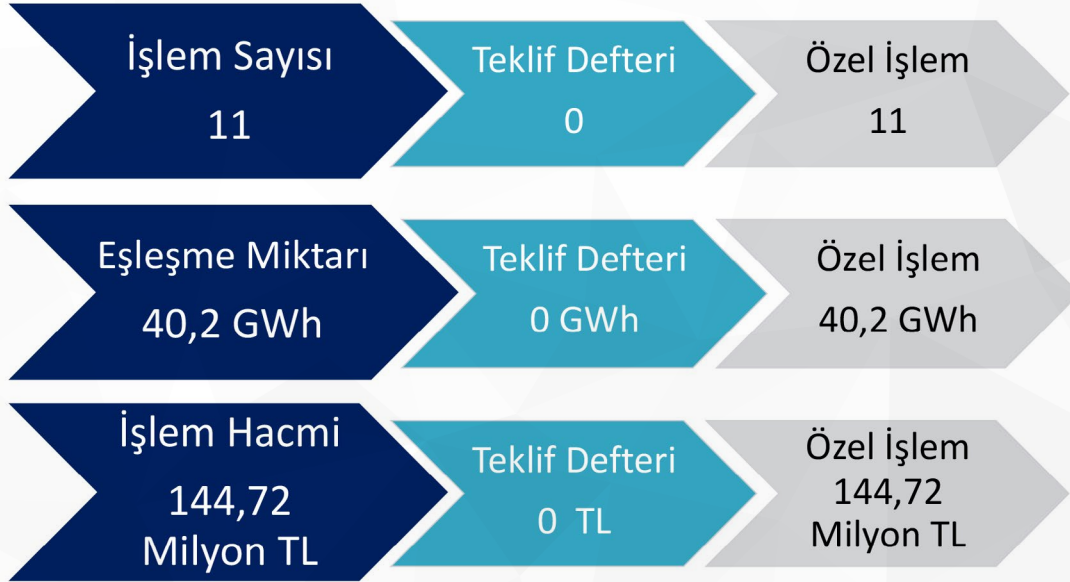 İşlem Sayısı
11
Teklif Defteri
0
Özel İşlem
11
Eşleşme Miktarı
40,2 GWh
Teklif Defteri
0 GWh
Özel İşlem
40,2 GWh
İşlem Hacmi
144,72
Milyon TL
Teklif Defteri
0 TL
Özel İşlem
144,72
Milyon TL